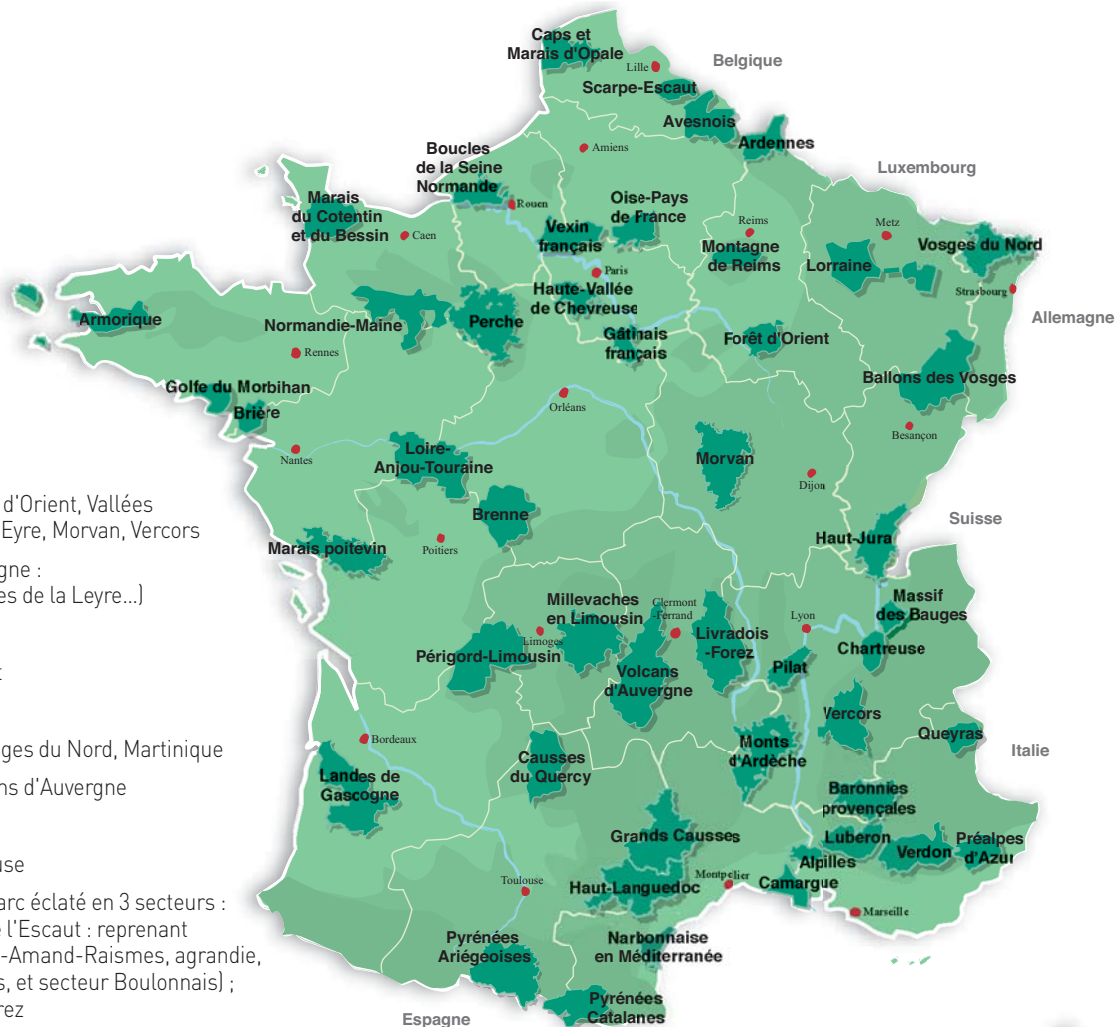 Caps et
Marais d'Opale
Lille
Belgique
Scarpe-Escaut
Avesnois
Ardennes
Amiens
Boucles
de la Seine
Normande
Luxembourg
Marais
du Cotentin
et du Bessin
Rouen
Oise-Pays
de France
Caen
Vexin
français
Reims
Montagne
de Reims
Metz
Lorraine
Vosges du Nord
Paris
Haute-Vallée
de Chevreuse
Strasbourg
Armorique
Normandie-Maine
Perche
Allemagne
Gâtinais
français
Forêt d'Orient
Rennes
Golfe du Morbihan
Ballons des Vosges
Brière
Orléans
Besançon
Nantes
Loire-
Anjou-Touraine
Morvan
Dijon
d'Orient, Vallées
Eyre, Morvan, Vercors
Brenne
Suisse
Marais poitevin
Poitiers
Haut-Jura
gne :
es de la Leyre...)
Millevaches
en Limousin
Clermont
-Ferrand
Massif
des Bauges
Limoges
Livradois
-Forez
Lyon
Chartreuse
Périgord-Limousin
Volcans
d'Auvergne
Pilat
t
Vercors
Queyras
Bordeaux
Monts
d'Ardèche
ges du Nord, Martinique
Italie
Causses
du Quercy
ns d'Auvergne
Landes de
Gascogne
Baronnies
provençales
Grands Causses
Luberon
Verdon
Préalpes
d'Azur
use
Alpilles
Toulouse
Haut-Languedoc
Montpelier
Camargue
arc éclaté en 3 secteurs :
Marseille
e l'Escaut : reprenant
-Amand-Raismes, agrandie,
s, et secteur Boulonnais) ;
rez
Pyrénées
Ariégeoises
Narbonnaise
en Méditerranée
Pyrénées
Catalanes
Espagne